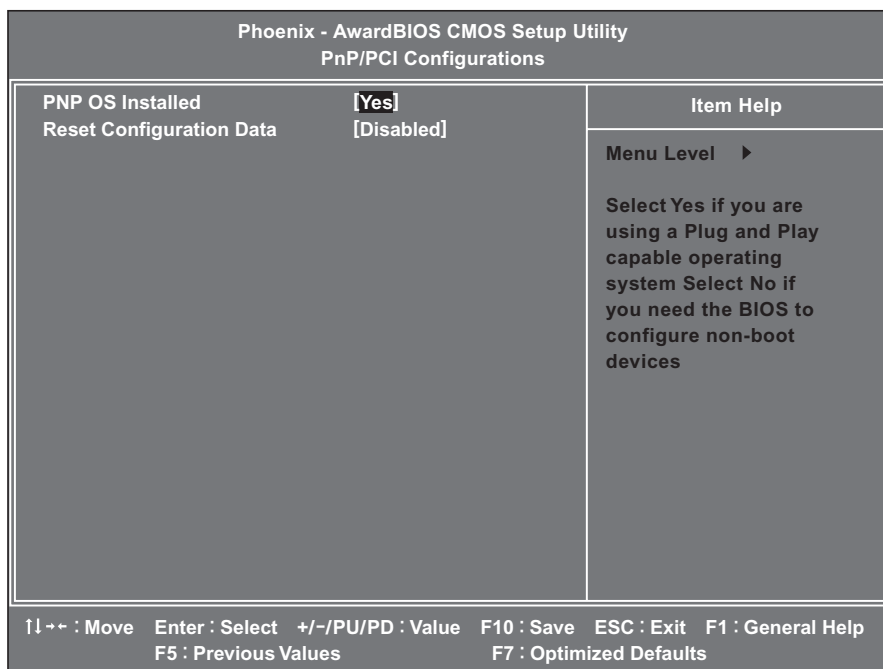 Phoenix - AwardBIOS CMOS Setup Utility
PnP/PCI Configurations
PNP OS Installed [Yes]
Reset Configuration Data [Disabled]
Item Help
Menu Level ▶
Select Yes if you are
using a Plug and Play
capable operating
system Select No if
you need the BIOS to
configure non-boot
devices
↑↓→← : Move Enter : Select +/-/PU/PD : Value F10 : Save ESC : Exit F1 : General Help
F5 : Previous Values F7 : Optimized Defaults